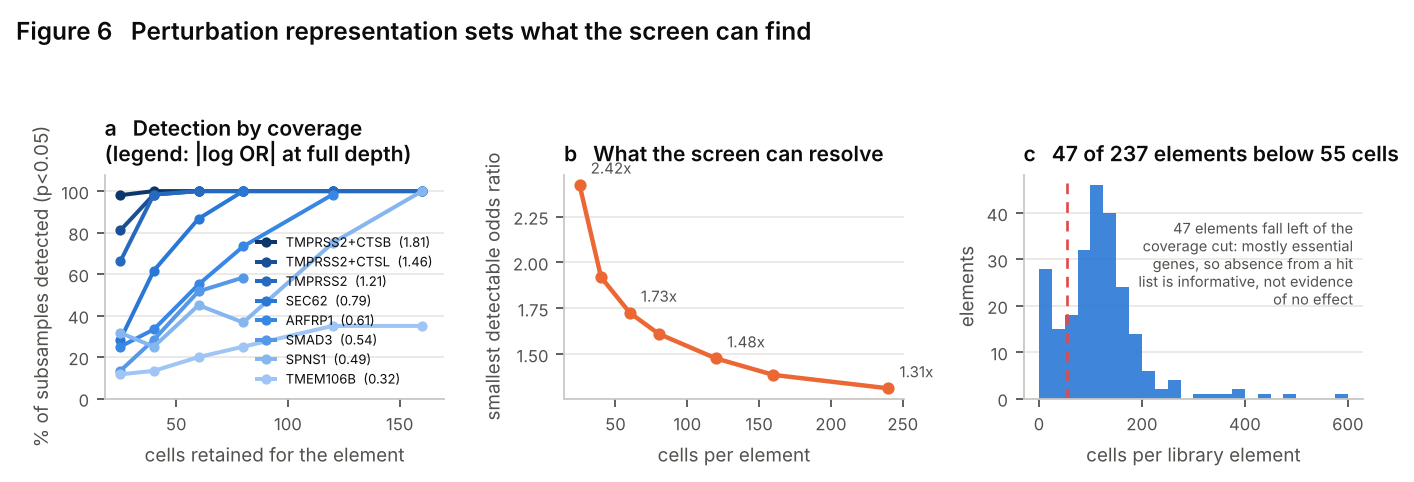 Figure 6 Perturbation representation sets what the screen can find
a Detection by coverage
(legend: |log OR| at full depth)
% of subsamples detected (p<0.05)
100
80
60
40
20
0
50
100
150
cells retained for the element
TMPRSS2+CTSB (1.81)
TMPRSS2+CTSL (1.46)
TMPRSS2 (1.21)
SEC62 (0.79)
ARFRP1 (0.61)
SMAD3 (0.54)
SPNS1 (0.49)
TMEM106B (0.32)
b What the screen can resolve
smallest detectable odds ratio
2.25
2.00
1.75
1.50
2.42x
1.73x
1.48x
1.31x
50
100
150
200
250
cells per element
c 47 of 237 elements below 55 cells
elements
40
30
20
10
0
47 elements fall left of the
coverage cut: mostly essential
genes, so absence from a hit
list is informative, not evidence
of no effect
0
200
400
600
cells per library element